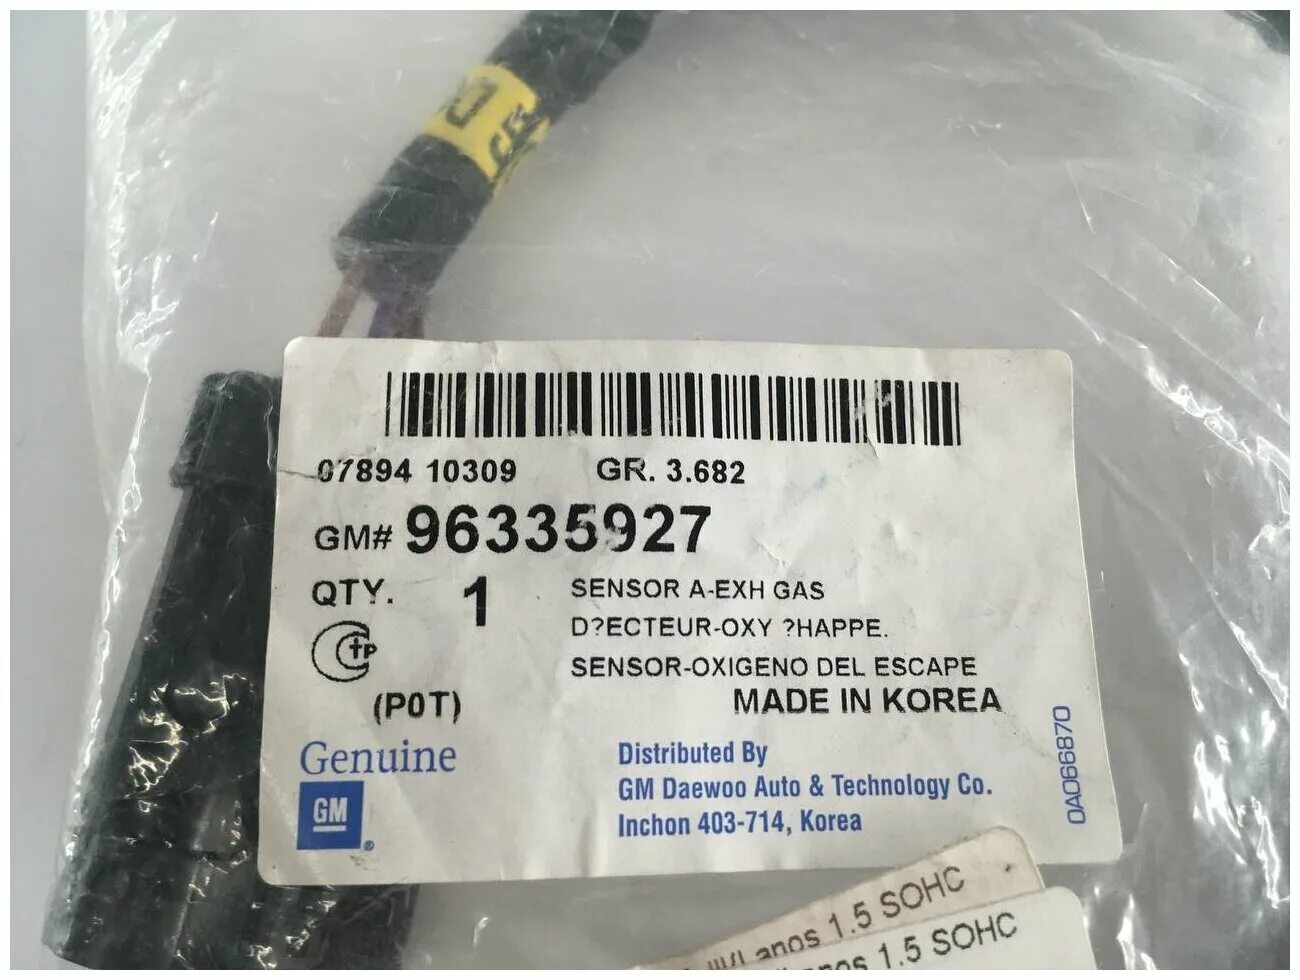 07894 10309 GR. 3.682
GM# 96335927
QTY. 1 SENSOR A-EXH GAS
D?ECTEUR-OXY ?HAPPE.
SENSOR-OXIGENO DEL ESCAPE
(P0T) MADE IN KOREA
Genuine
GM
Distributed By
GM Daewoo Auto & Technology Co.
Inchon 403-714, Korea
0A066870
Lanos 1.5 SOHC
1.5 SOHC